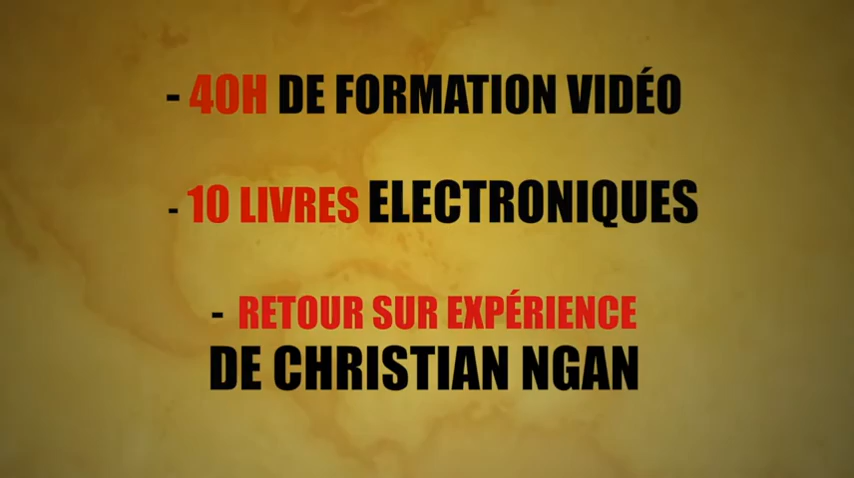 - 40H DE FORMATION VIDÉO
- 10 LIVRES ELECTRONIQUES
- RETOUR SUR EXPÉRIENCE
DE CHRISTIAN NGAN